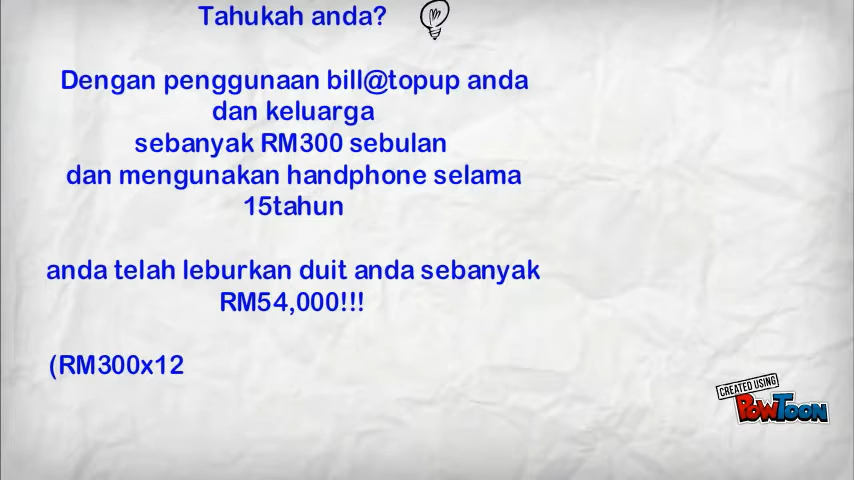 Tahukah anda?
Dengan penggunaan bill@topup anda
dan keluarga
sebanyak RM300 sebulan
dan mengunakan handphone selama
15tahun
anda telah leburkan duit anda sebanyak
RM54,000!!!
(RM300x12
CREATED USING
POWTOON